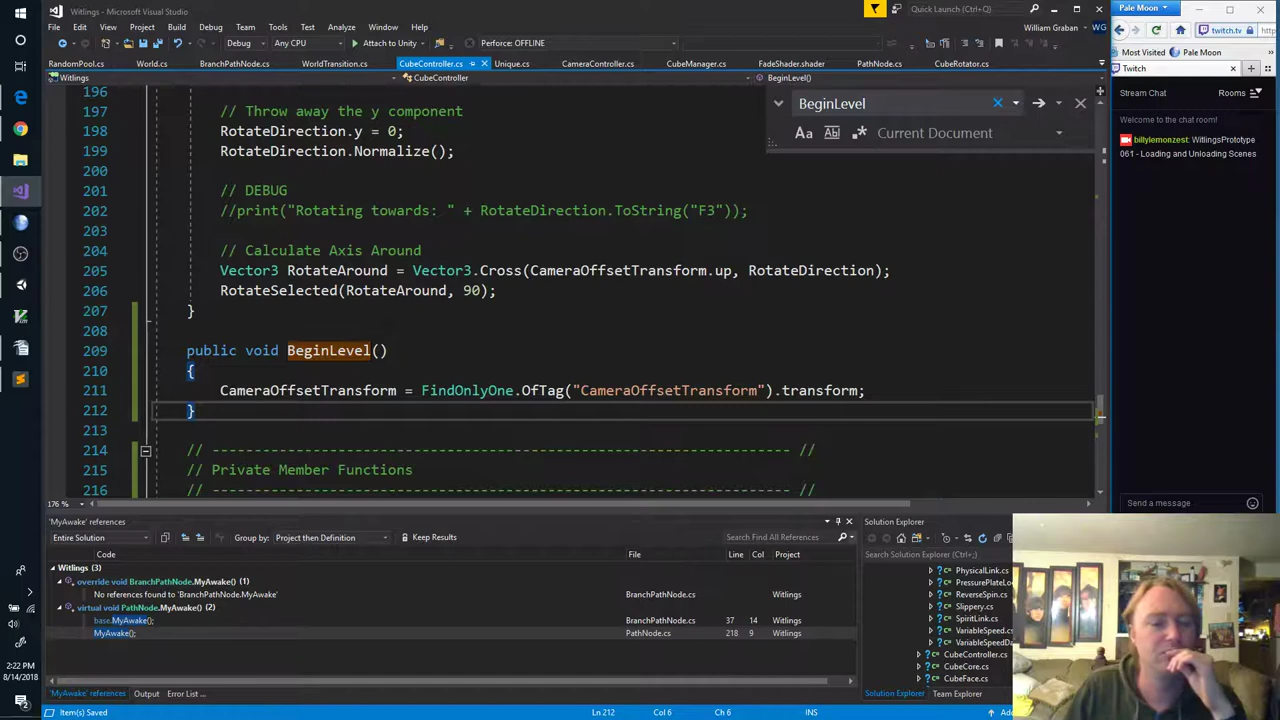 Witlings - Microsoft Visual Studio
Quick Launch (Ctrl+Q)
Pale Moon
File Edit View Project Build Debug Team Tools Test Analyze Window Help
William Graban WG
Debug Any CPU Attach to Unity Perforce: OFFLINE
twitch.tv
Most Visited Pale Moon
RandomPool.cs World.cs BranchPathNode.cs WorldTransition.cs CubeController.cs Unique.cs CameraController.cs CubeManager.cs FadeShader.shader PathNode.cs CubeRotator.cs
Twitch
Witlings CubeController BeginLevel()
Stream Chat Rooms
Welcome to the chat room!
billylemonzest: WitlingsPrototype
061 - Loading and Unloading Scenes
BeginLevel
Aa Ab Current Document
196
197 // Throw away the y component
198 RotateDirection.y = 0;
199 RotateDirection.Normalize();
200
201 // DEBUG
202 //print("Rotating towards: " + RotateDirection.ToString("F3"));
203
204 // Calculate Axis Around
205 Vector3 RotateAround = Vector3.Cross(CameraOffsetTransform.up, RotateDirection);
206 RotateSelected(RotateAround, 90);
207 }
208
209 public void BeginLevel()
210 {
211 CameraOffsetTransform = FindOnlyOne.OfTag("CameraOffsetTransform").transform;
212 }
213
214 // --------------------------------------------------------------------- //
215 // Private Member Functions
216 // --------------------------------------------------------------------- //
176 %
Send a message
'MyAwake' references
Solution Explorer
Entire Solution Group by: Project then Definition Keep Results Search Find All References
Code File Line Col Project
Witlings (3)
override void BranchPathNode.MyAwake() (1)
No references found to 'BranchPathNode.MyAwake' BranchPathNode.cs Witlings
virtual void PathNode.MyAwake() (2)
base.MyAwake(); BranchPathNode.cs 37 14 Witlings
MyAwake(); PathNode.cs 218 9 Witlings
PhysicalLink.cs
ReverseSpin.cs
Slippery.cs
SpiritLink.cs
CubeController.cs
CubeCore.cs
CubeFace.cs
'MyAwake' references Output Error List ...
Solution Explorer Team Explorer
Item(s) Saved Ln 212 Col 6 Ch 6 INS
2:22 PM
8/14/2018
2